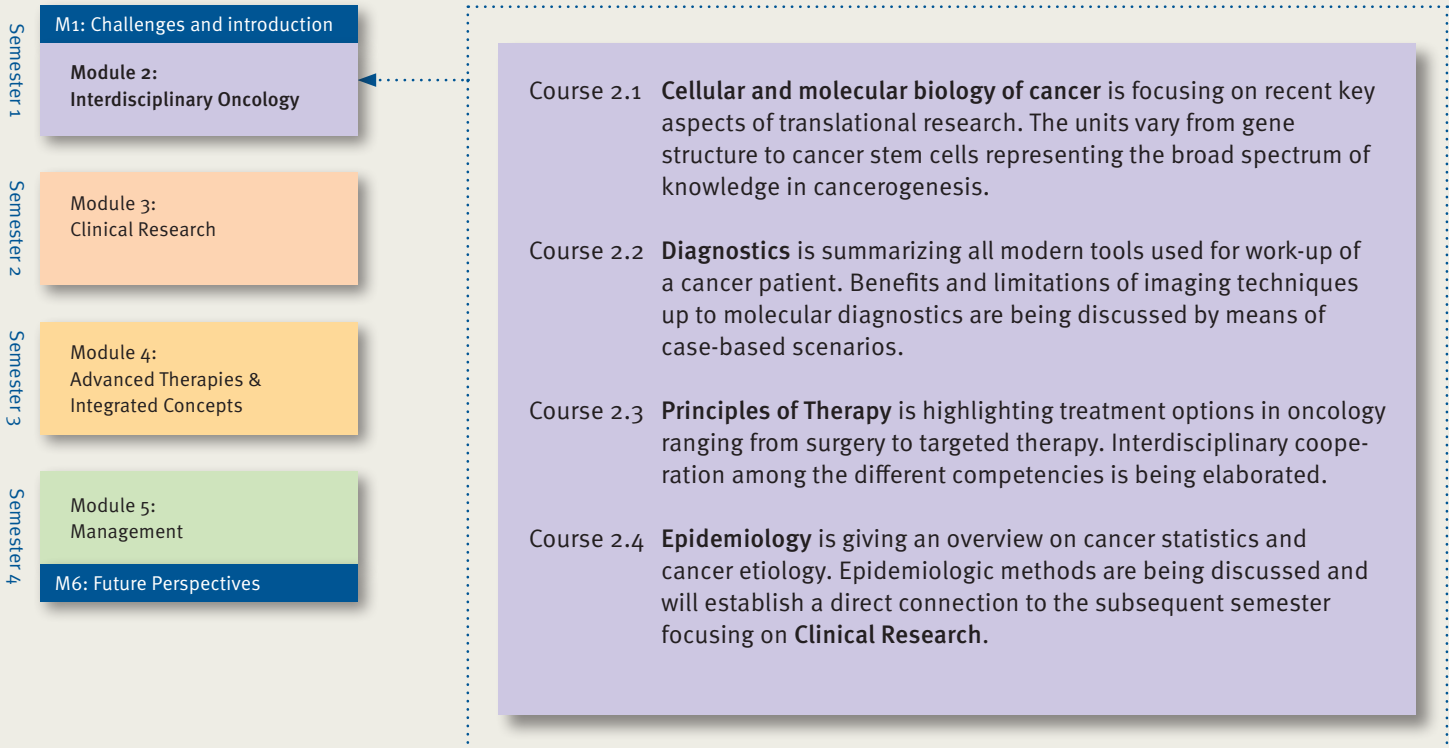 Semester 1
M1: Challenges and introduction
Module 2:
Interdisciplinary Oncology
Semester 2
Module 3:
Clinical Research
Semester 3
Module 4:
Advanced Therapies &
Integrated Concepts
Semester 4
Module 5:
Management
M6: Future Perspectives
Course 2.1 Cellular and molecular biology of cancer is focusing on recent key
aspects of translational research. The units vary from gene
structure to cancer stem cells representing the broad spectrum of
knowledge in cancerogenesis.
Course 2.2 Diagnostics is summarizing all modern tools used for work-up of
a cancer patient. Benefits and limitations of imaging techniques
up to molecular diagnostics are being discussed by means of
case-based scenarios.
Course 2.3 Principles of Therapy is highlighting treatment options in oncology
ranging from surgery to targeted therapy. Interdisciplinary coope-
ration among the different competencies is being elaborated.
Course 2.4 Epidemiology is giving an overview on cancer statistics and
cancer etiology. Epidemiologic methods are being discussed and
will establish a direct connection to the subsequent semester
focusing on Clinical Research.